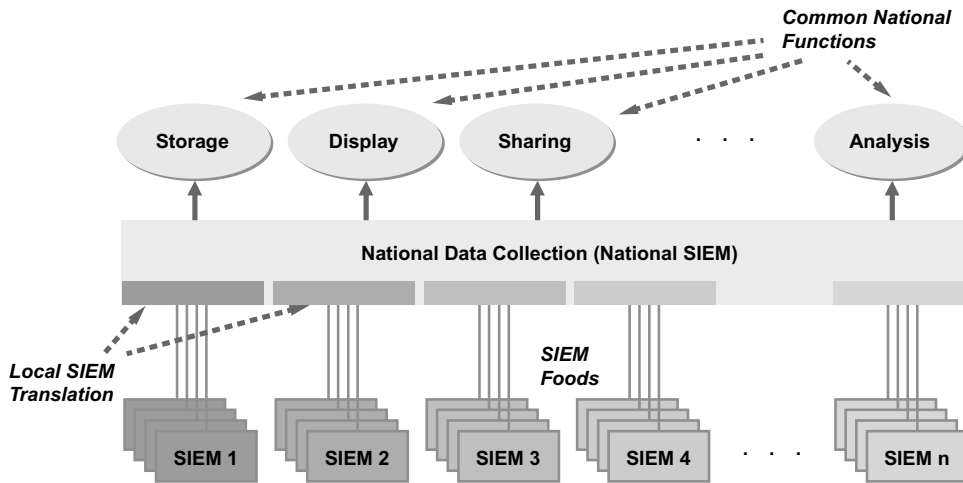 Common National
Functions
Storage
Display
Sharing
. . .
Analysis
National Data Collection (National SIEM)
Local SIEM
Translation
SIEM
Foods
SIEM 1
SIEM 2
SIEM 3
SIEM 4
. . .
SIEM n